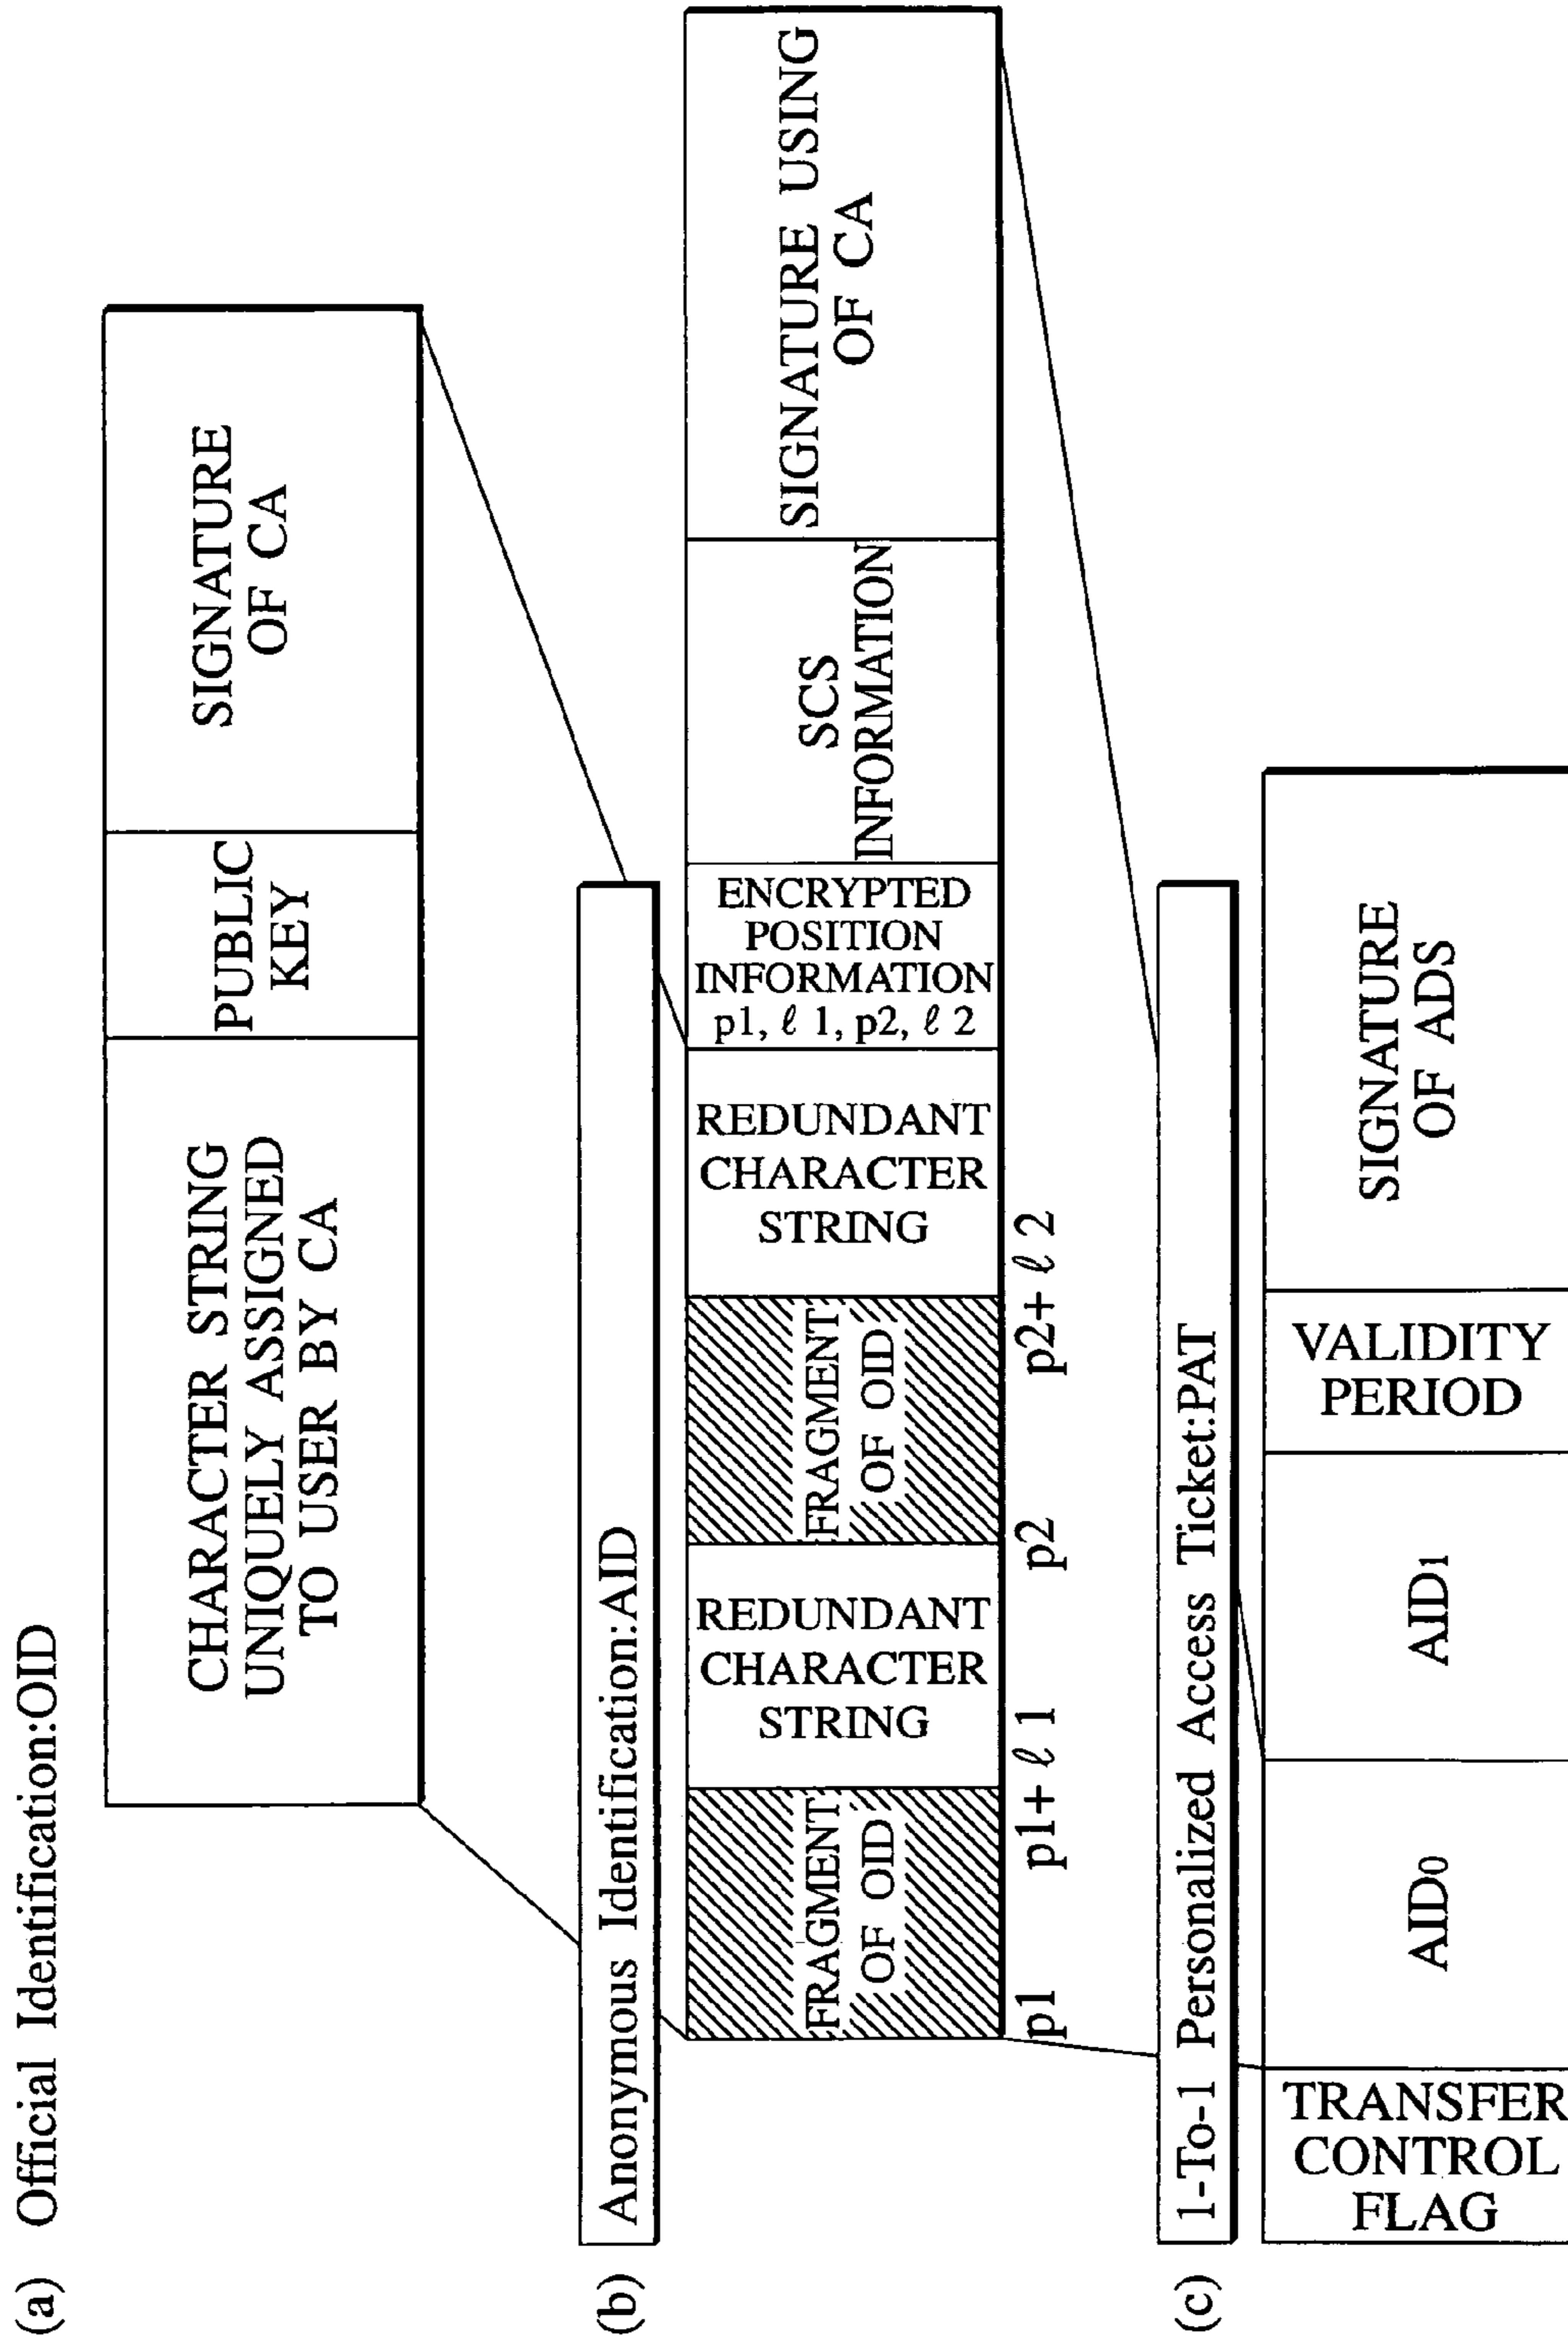 (a) Official Identification:OID
CHARACTER STRING
UNIQUELY ASSIGNED
TO USER BY CA
PUBLIC
KEY
SIGNATURE
OF CA
(b) Anonymous Identification:AID
FRAGMENT
OF OID
REDUNDANT
CHARACTER
STRING
FRAGMENT
OF OID
REDUNDANT
CHARACTER
STRING
ENCRYPTED
POSITION
INFORMATION
p1, ℓ 1, p2, ℓ 2
SCS
INFORMATION
SIGNATURE USING
OF CA
p1
p1+ ℓ 1
p2
p2+ ℓ 2
(c) 1-To-1 Personalized Access Ticket:PAT
TRANSFER
CONTROL
FLAG
AID0
AID1
VALIDITY
PERIOD
SIGNATURE
OF ADS